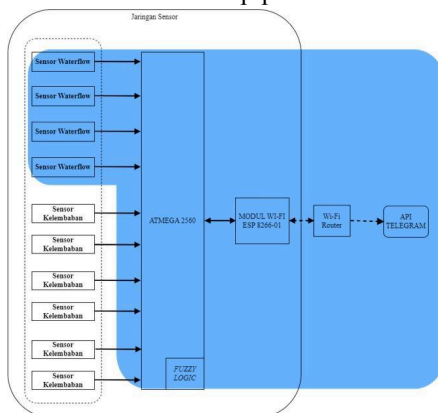 Jaringan Sensor
Sensor Waterflow
Sensor Waterflow
Sensor Waterflow
Sensor Waterflow
Sensor
Kelembaban
Sensor
Kelembaban
Sensor
Kelembaban
Sensor
Kelembaban
Sensor
Kelembaban
Sensor
Kelembaban
ATMEGA 2560
FUZZY
LOGIC
MODUL WI-FI
ESP 8266-01
Wi-Fi
Router
API
TELEGRAM